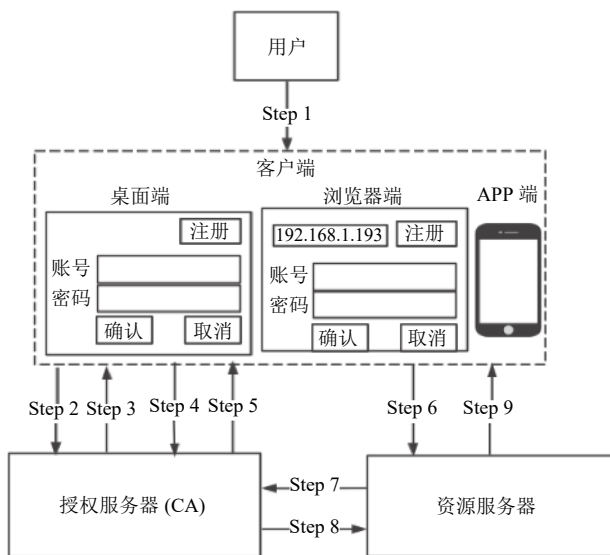 用户
Step 1
客户端
桌面端
浏览器端
APP 端
注册
192.168.1.193
注册
账号
密码
确认
取消
账号
密码
确认
取消
Step 2
Step 3
Step 4
Step 5
Step 6
Step 9
授权服务器 (CA)
Step 7
Step 8
资源服务器